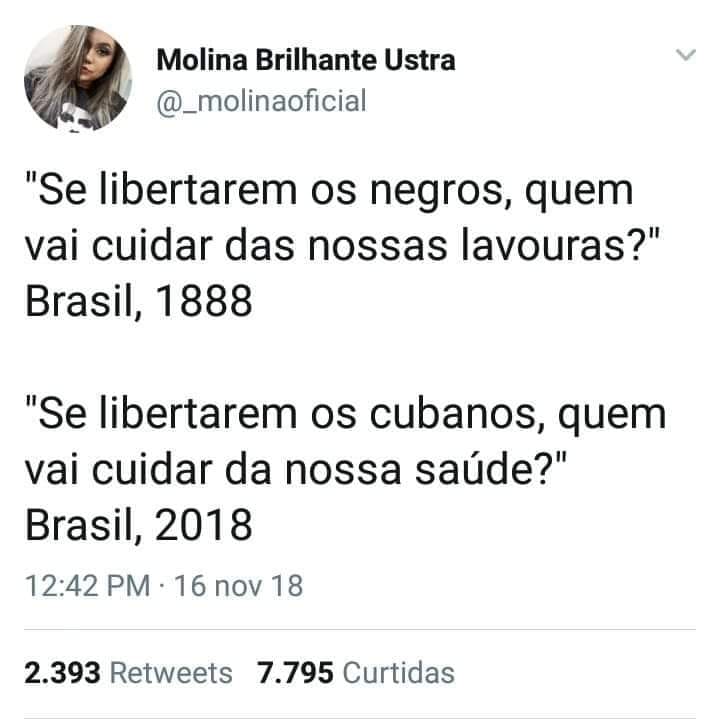 Molina Brilhante Ustra
@_molinaoficial
"Se libertarem os negros, quem
vai cuidar das nossas lavouras?"
Brasil, 1888
"Se libertarem os cubanos, quem
vai cuidar da nossa saúde?"
Brasil, 2018
12:42 PM · 16 nov 18
2.393 Retweets 7.795 Curtidas